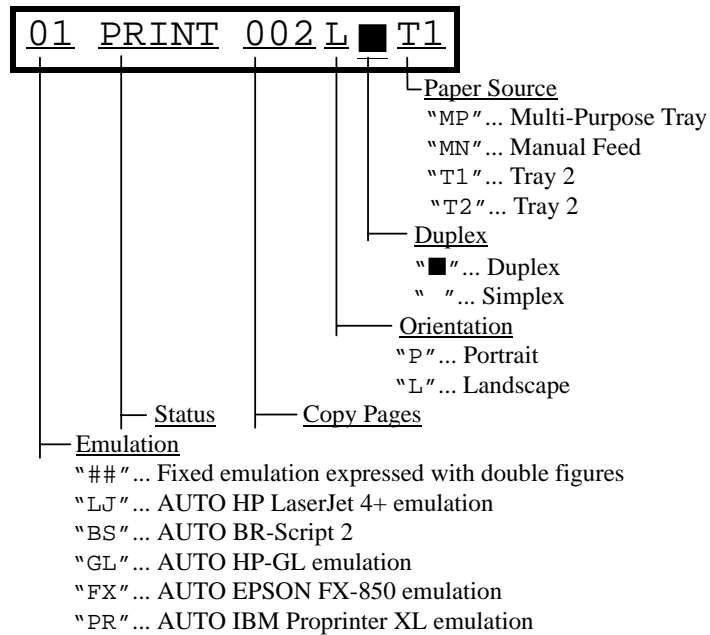 01 PRINT 002 L ■ T1
Paper Source
"MP"... Multi-Purpose Tray
"MN"... Manual Feed
"T1"... Tray 2
"T2"... Tray 2
Duplex
"■"... Duplex
" "... Simplex
Orientation
"P"... Portrait
"L"... Landscape
Status Copy Pages
Emulation
"##"... Fixed emulation expressed with double figures
"LJ"... AUTO HP LaserJet 4+ emulation
"BS"... AUTO BR-Script 2
"GL"... AUTO HP-GL emulation
"FX"... AUTO EPSON FX-850 emulation
"PR"... AUTO IBM Proprinter XL emulation